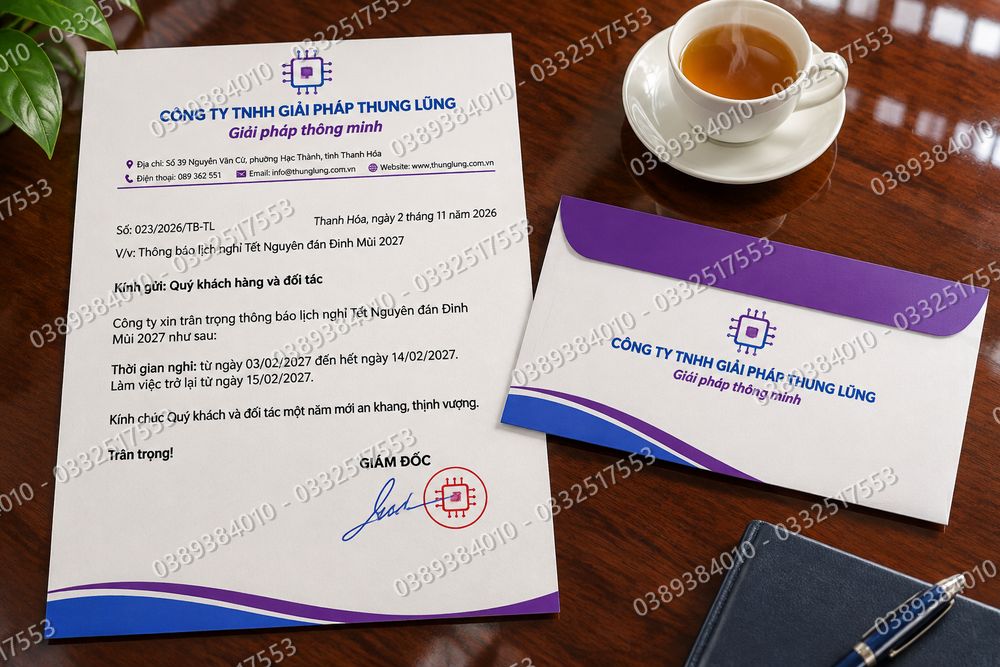 CÔNG TY TNHH GIẢI PHÁP THUNG LŨNG
Giải pháp thông minh
Địa chỉ: Số 39 Nguyễn Văn Cừ, phường Hạc Thành, tỉnh Thanh Hóa
Điện thoại: 089 362 551 Email: info@thunglung.com.vn Website: www.thunglung.com.vn
Số: 023/2026/TB-TL Thanh Hóa, ngày 2 tháng 11 năm 2026
V/v: Thông báo lịch nghỉ Tết Nguyên đán Đinh Mùi 2027
Kính gửi: Quý khách hàng và đối tác
Công ty xin trân trọng thông báo lịch nghỉ Tết Nguyên đán Đinh
Mùi 2027 như sau:
Thời gian nghỉ: từ ngày 03/02/2027 đến hết ngày 14/02/2027.
Làm việc trở lại từ ngày 15/02/2027.
Kính chúc Quý khách và đối tác một năm mới an khang, thịnh vượng.
Trân trọng!
GIÁM ĐỐC
CÔNG TY TNHH GIẢI PHÁP THUNG LŨNG
Giải pháp thông minh
0389384010 - 0332517553